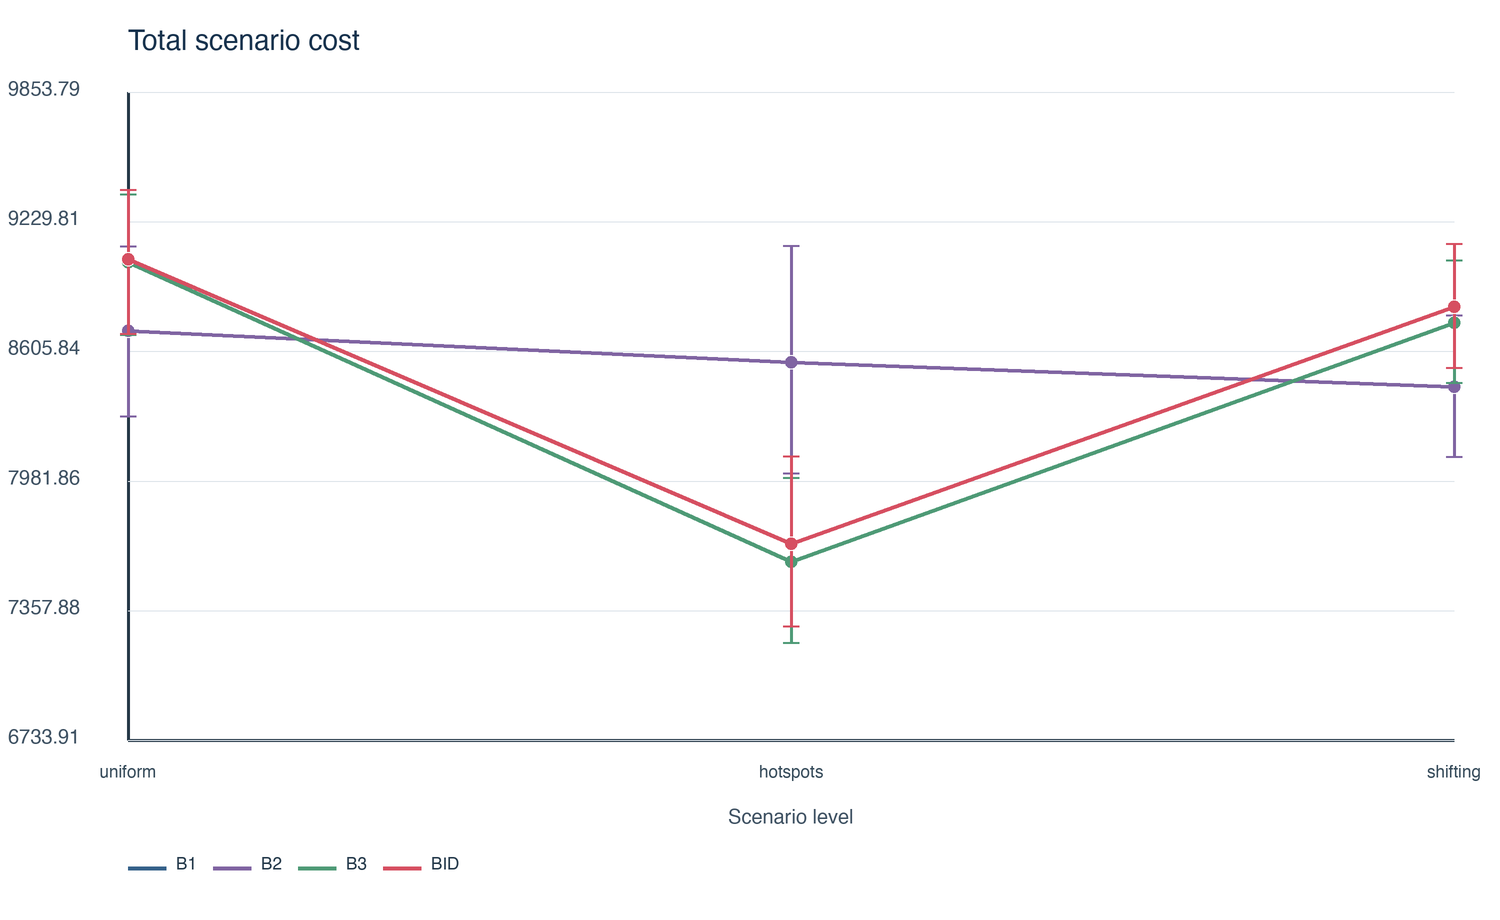 Total scenario cost
9853.79
9229.81
8605.84
7981.86
7357.88
6733.91
uniform hotspots shifting
Scenario level
B1 B2 B3 BID